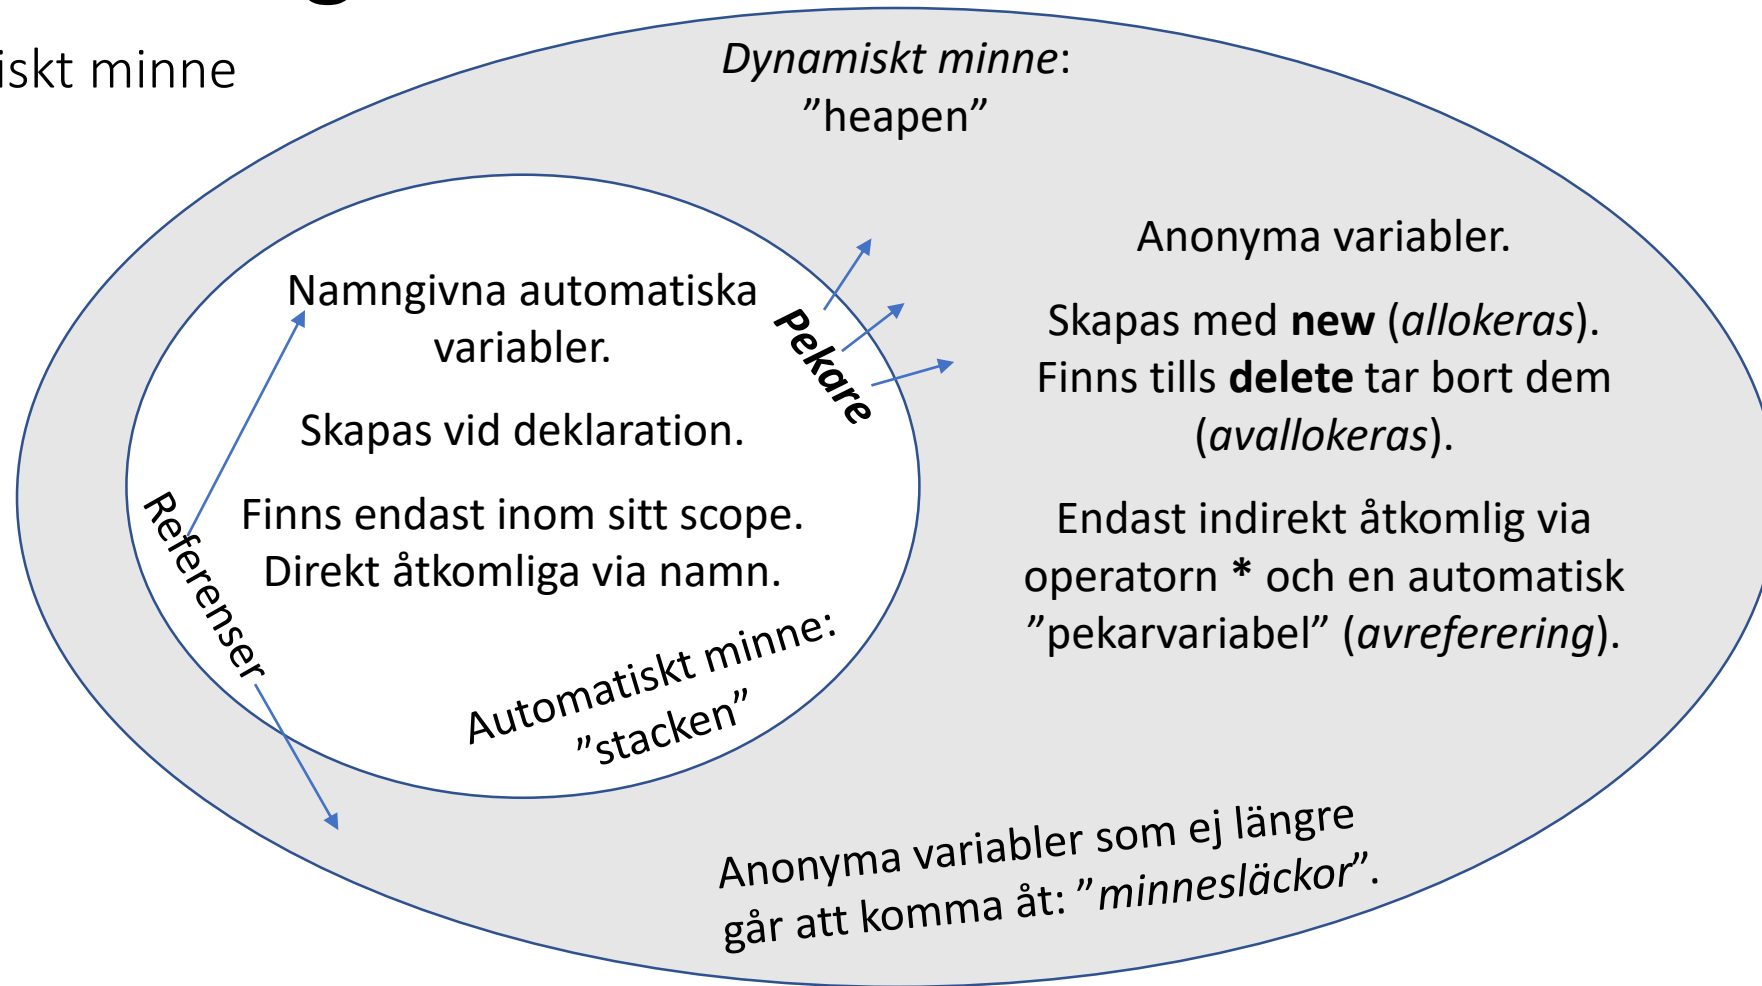 iskt minne
Dynamiskt minne:
”heapen”
Namngivna automatiska
variabler.
Skapas vid deklaration.
Finns endast inom sitt scope.
Direkt åtkomliga via namn.
Pekare
Referenser
Automatiskt minne:
”stacken”
Anonyma variabler.
Skapas med new (allokeras).
Finns tills delete tar bort dem
(avallokeras).
Endast indirekt åtkomlig via
operatorn * och en automatisk
”pekarvariabel” (avreferering).
Anonyma variabler som ej längre
går att komma åt: ”minnesläckor”.